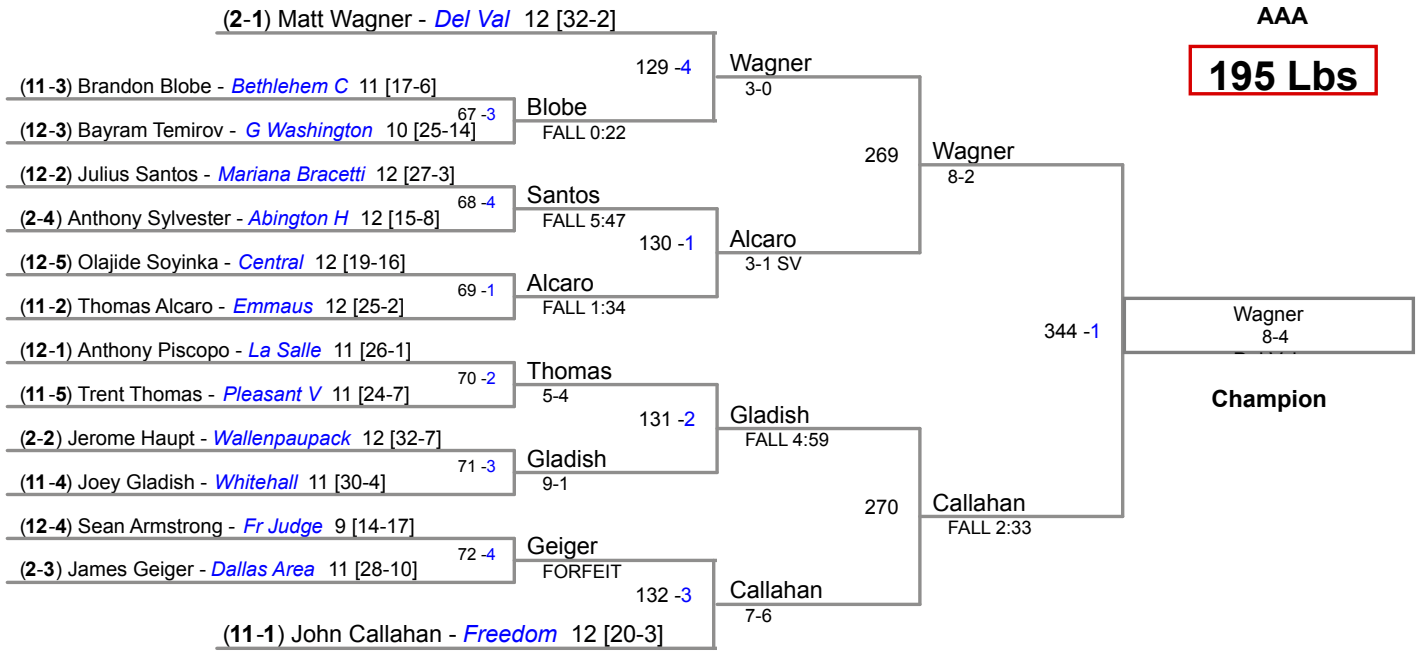 (2-1) Matt Wagner - Del Val 12 [32-2]
AAA
195 Lbs
129 -4
Wagner
3-0
(11-3) Brandon Blobe - Bethlehem C 11 [17-6]
67 -3
Blobe
FALL 0:22
(12-3) Bayram Temirov - G Washington 10 [25-14]
269
Wagner
8-2
(12-2) Julius Santos - Mariana Bracetti 12 [27-3]
68 -4
Santos
FALL 5:47
(2-4) Anthony Sylvester - Abington H 12 [15-8]
130 -1
Alcaro
3-1 SV
(12-5) Olajide Soyinka - Central 12 [19-16]
69 -1
Alcaro
FALL 1:34
(11-2) Thomas Alcaro - Emmaus 12 [25-2]
344 -1
Wagner
8-4
Champion
(12-1) Anthony Piscopo - La Salle 11 [26-1]
70 -2
Thomas
5-4
(11-5) Trent Thomas - Pleasant V 11 [24-7]
131 -2
Gladish
FALL 4:59
(2-2) Jerome Haupt - Wallenpaupack 12 [32-7]
71 -3
Gladish
9-1
(11-4) Joey Gladish - Whitehall 11 [30-4]
270
Callahan
FALL 2:33
(12-4) Sean Armstrong - Fr Judge 9 [14-17]
72 -4
Geiger
FORFEIT
(2-3) James Geiger - Dallas Area 11 [28-10]
132 -3
Callahan
7-6
(11-1) John Callahan - Freedom 12 [20-3]